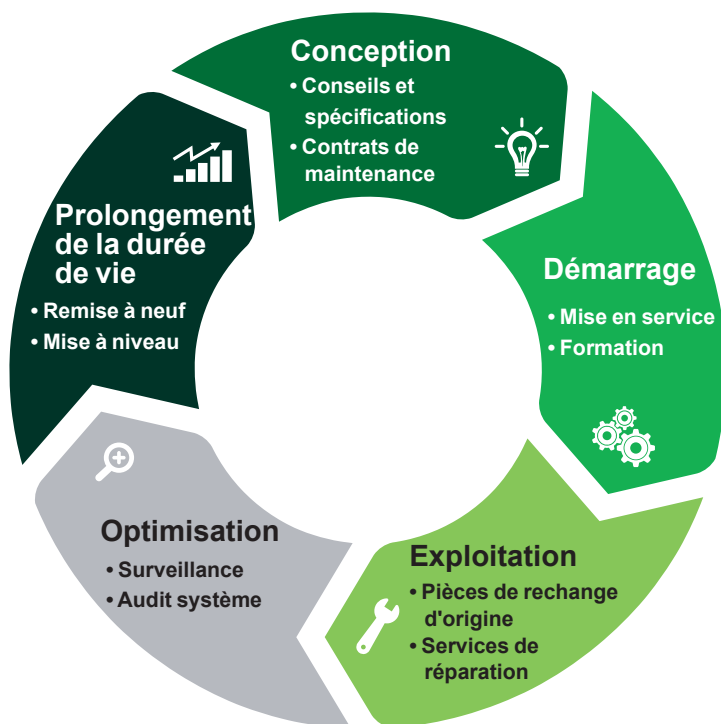 Conception
• Conseils et
spécifications
• Contrats de
maintenance
Démarrage
• Mise en service
• Formation
Exploitation
• Pièces de rechange
d'origine
• Services de
réparation
Optimisation
• Surveillance
• Audit système
Prolongement
de la durée
de vie
• Remise à neuf
• Mise à niveau